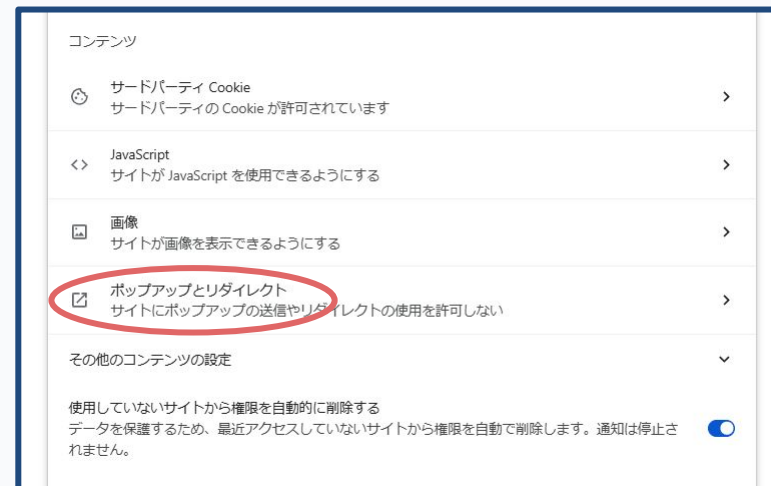 コンテンツ
サードパーティ Cookie
サードパーティの Cookie が許可されています
JavaScript
サイトが JavaScript を使用できるようにする
画像
サイトが画像を表示できるようにする
ポップアップとリダイレクト
サイトにポップアップの送信やリダイレクトの使用を許可しない
その他のコンテンツの設定
使用していないサイトから権限を自動的に削除する
データを保護するため、最近アクセスしていないサイトから権限を自動で削除します。通知は停止さ
れません。